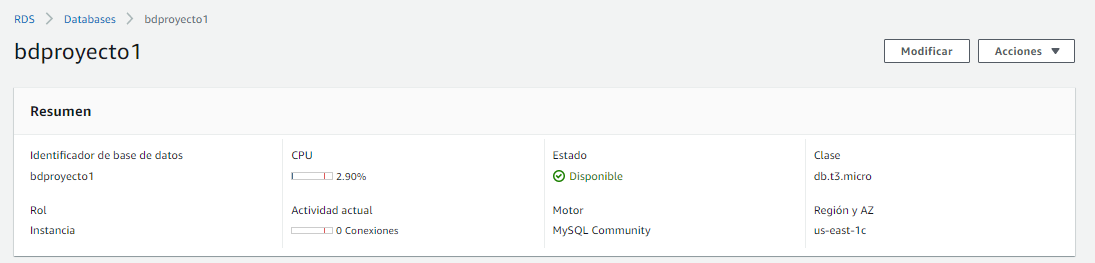 RDS > Databases > bdproyecto1
bdproyecto1
Modificar
Acciones
Resumen
Identificador de base de datos
bdproyecto1
CPU
2.90%
Estado
Disponible
Clase
db.t3.micro
Rol
Instancia
Actividad actual
0 Conexiones
Motor
MySQL Community
Región y AZ
us-east-1c